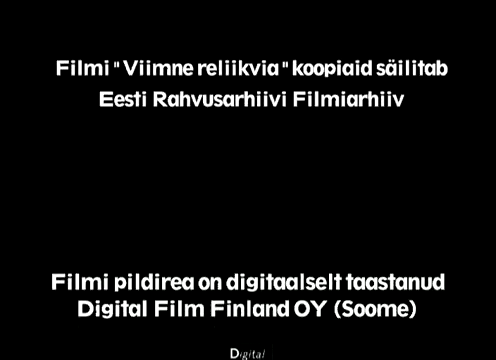 Filmi "Viimne reliikvia" koopiaid säilitab
Eesti Rahvusarhiivi Filmiarhiiv
Filmi pildirea on digitaalselt taastanud
Digital Film Finland OY (Soome)
Digital